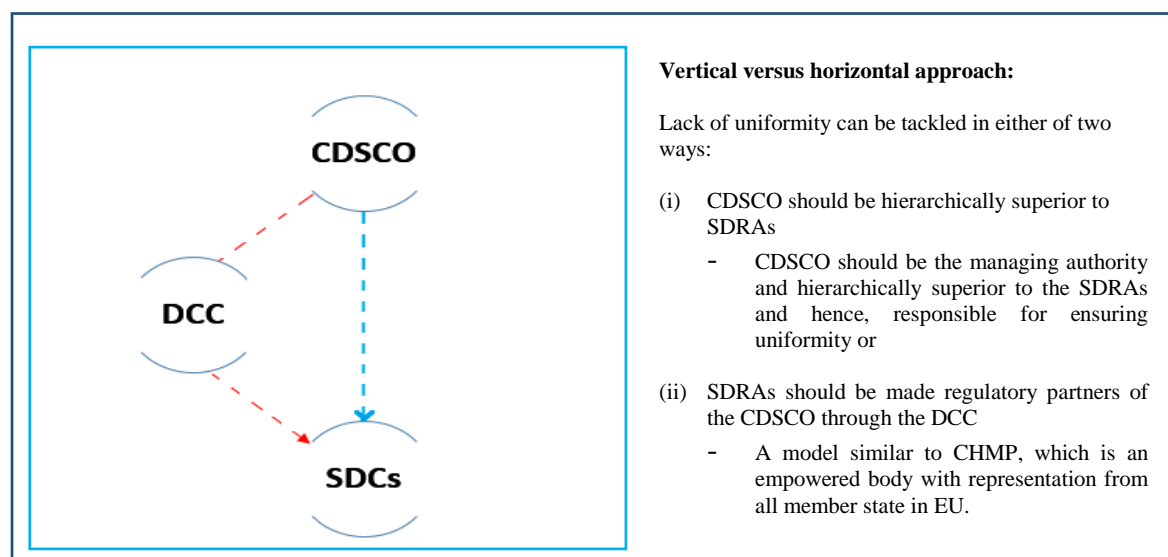 CDSCO
DCC
SDCs
Vertical versus horizontal approach:
Lack of uniformity can be tackled in either of two
ways:
(i) CDSCO should be hierarchically superior to
SDRAs
- CDSCO should be the managing authority
and hierarchically superior to the SDRAs
and hence, responsible for ensuring
uniformity or
(ii) SDRAs should be made regulatory partners of
the CDSCO through the DCC
- A model similar to CHMP, which is an
empowered body with representation from
all member state in EU.